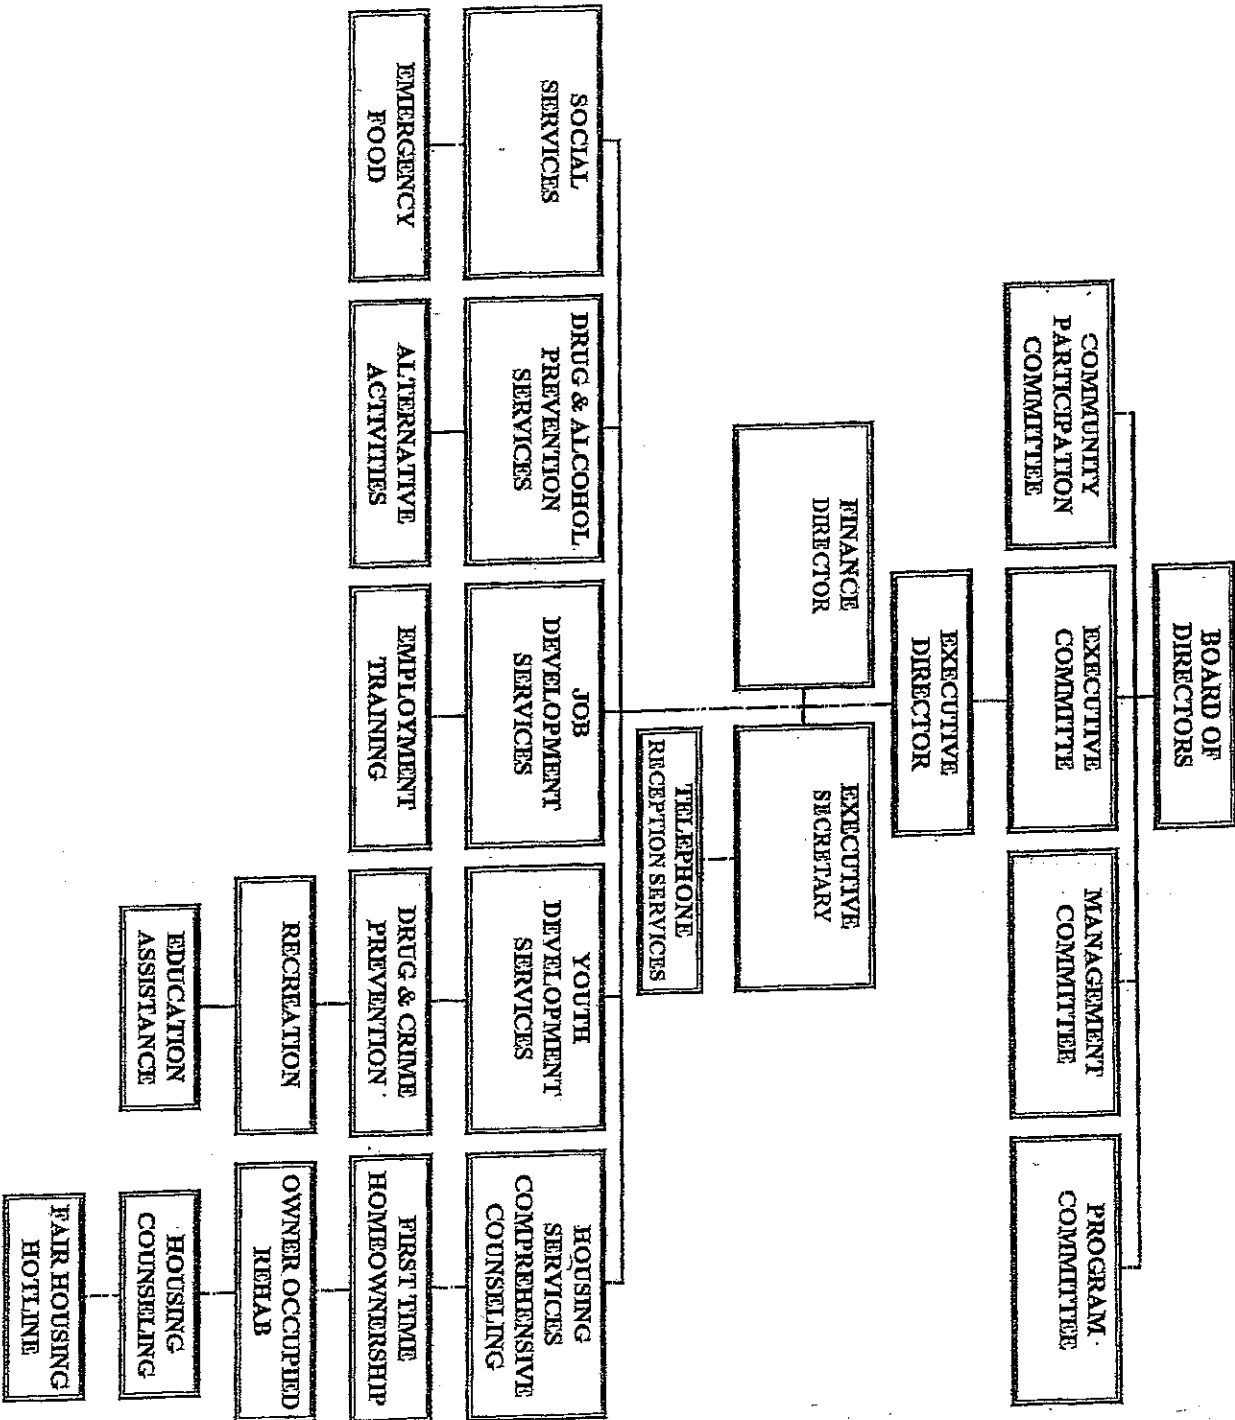 BOARD OF
DIRECTORS
COMMUNITY
PARTICIPATION
COMMITTEE
EXECUTIVE
COMMITTE
MANAGEMENT
COMMITTEE
PROGRAM
COMMITTEE
EXECUTIVE
DIRECTOR
FINANCE
DIRECTOR
EXECUTIVE
SECRETARY
TELEPHONE
RECEPTION SERVICES
SOCIAL
SERVICES
DRUG & ALCOHOL
PREVENTION
SERVICES
JOB
DEVELOPMENT
SERVICES
YOUTH
DEVELOPMENT
SERVICES
HOUSING
SERVICES
COMPREHENSIVE
COUNSELING
EMERGENCY
FOOD
ALTERNATIVE
ACTIVITIES
EMPLOYMENT
TRAINING
DRUG & CRIME
PREVENTION
FIRST TIME
HOMEOWNERSHIP
RECREATION
OWNER OCCUPIED
REHAB
EDUCATION
ASSISTANCE
HOUSING
COUNSELING
FAIR HOUSING
HOTLINE